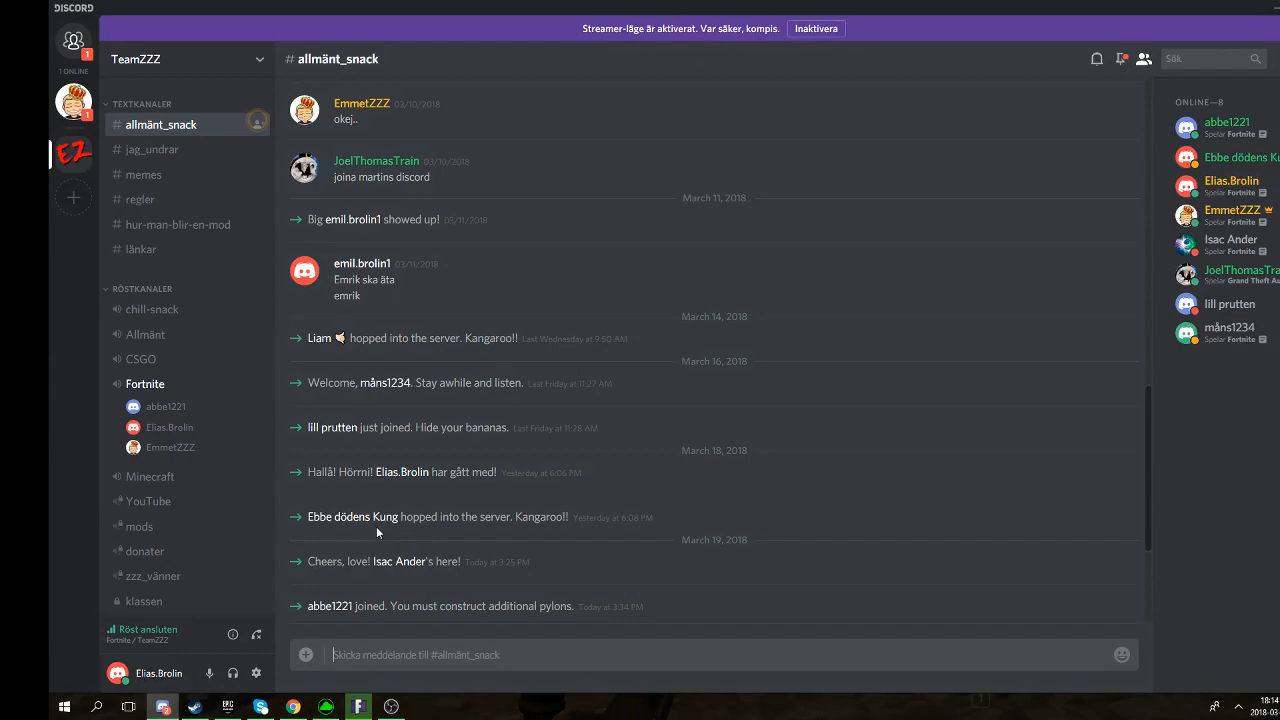 DISCORD
Streamer-läge är aktiverat. Var säker, kompis.
Inaktivera
1
1 ONLINE
1
EZ
TeamZZZ
TEXTKANALER
# allmänt_snack
# jag_undrar
# memes
# regler
# hur-man-blir-en-mod
# länkar
RÖSTKANALER
chill-snack
Allmänt
CSGO
Fortnite
abbe1221
Elias.Brolin
EmmetZZZ
Minecraft
YouTube
mods
donater
zzz_vänner
klassen
Röst ansluten
Fortnite / TeamZZZ
Elias.Brolin
# allmänt_snack
Sök
EmmetZZZ 03/10/2018
okej..
JoelThomasTrain 03/10/2018
joina martins discord
March 11, 2018
Big emil.brolin1 showed up! 03/11/2018
emil.brolin1 03/11/2018
Emrik ska äta
emrik
March 14, 2018
Liam hopped into the server. Kangaroo!! Last Wednesday at 9:50 AM
March 16, 2018
Welcome, måns1234. Stay awhile and listen. Last Friday at 11:27 AM
lill prutten just joined. Hide your bananas. Last Friday at 11:28 AM
March 18, 2018
Hallå! Hörrni! Elias.Brolin har gått med! Yesterday at 6:06 PM
Ebbe dödens Kung hopped into the server. Kangaroo!! Yesterday at 6:08 PM
March 19, 2018
Cheers, love! Isac Ander's here! Today at 3:25 PM
abbe1221 joined. You must construct additional pylons. Today at 3:34 PM
Skicka meddelande till #allmänt_snack
ONLINE—8
abbe1221
Spelar Fortnite
Ebbe dödens Ku
Elias.Brolin
Spelar Fortnite
EmmetZZZ
Spelar Fortnite
Isac Ander
Spelar Fortnite
JoelThomasTra
Spelar Grand Theft Au
lill prutten
måns1234
Spelar Fortnite
EPIC
F
18:14
2018-03-